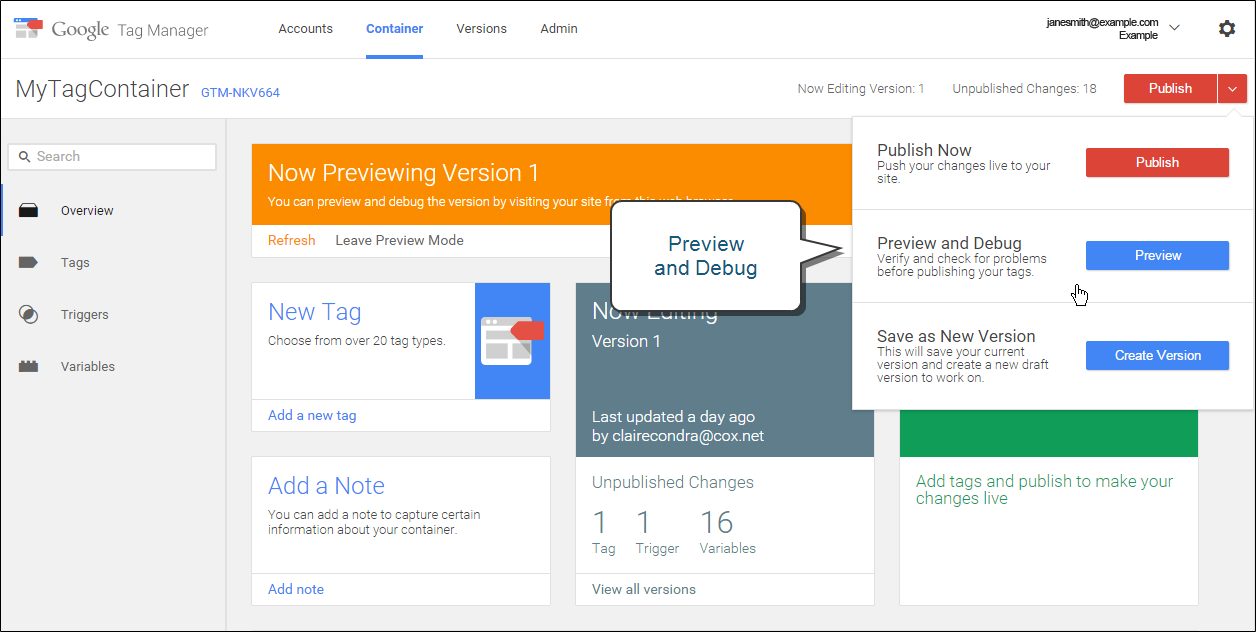 Google Tag Manager
Accounts
Container
Versions
Admin
janesmith@example.com
Example
MyTagContainer GTM-NKV664
Now Editing Version: 1
Unpublished Changes: 18
Publish
Search
Overview
Tags
Triggers
Variables
Now Previewing Version 1
You can preview and debug the version by visiting your site from this web browser.
Refresh
Leave Preview Mode
Preview
and Debug
Publish Now
Push your changes live to your
site.
Publish
Preview and Debug
Verify and check for problems
before publishing your tags.
Preview
Save as New Version
This will save your current
version and create a new draft
version to work on.
Create Version
New Tag
Choose from over 20 tag types.
Add a new tag
Now Editing
Version 1
Last updated a day ago
by clairecondra@cox.net
Add a Note
You can add a note to capture certain
information about your container.
Add note
Unpublished Changes
1 1 16
Tag Trigger Variables
View all versions
Add tags and publish to make your
changes live